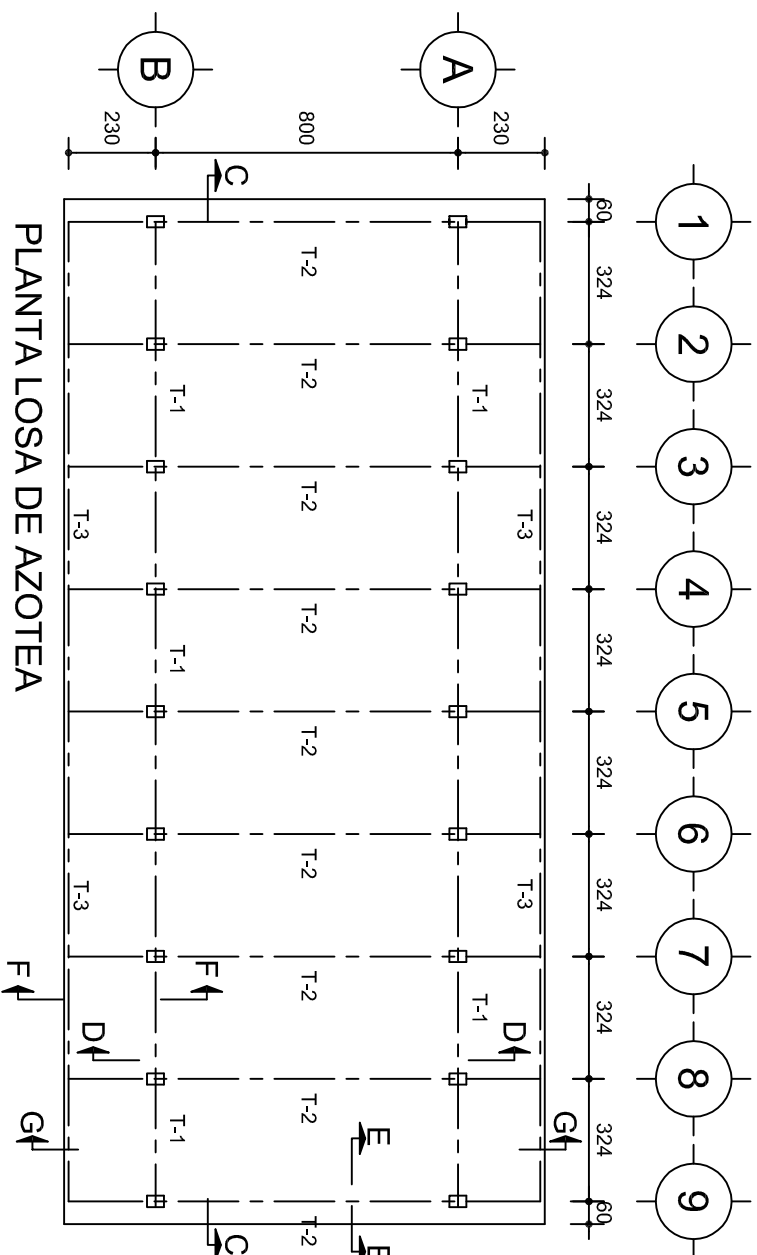 1 2 3 4 5 6 7 8 9
60 324 324 324 324 324 324 324 324 60
G
230 T-3 T-3 D
A T-1 T-1
E E
800 T-2 T-2 T-2 T-2 T-2 T-2 T-2 T-2 T-2
C C
F
B T-1 T-1 T-1
230 D
T-3 T-3
G
F
PLANTA LOSA DE AZOTEA